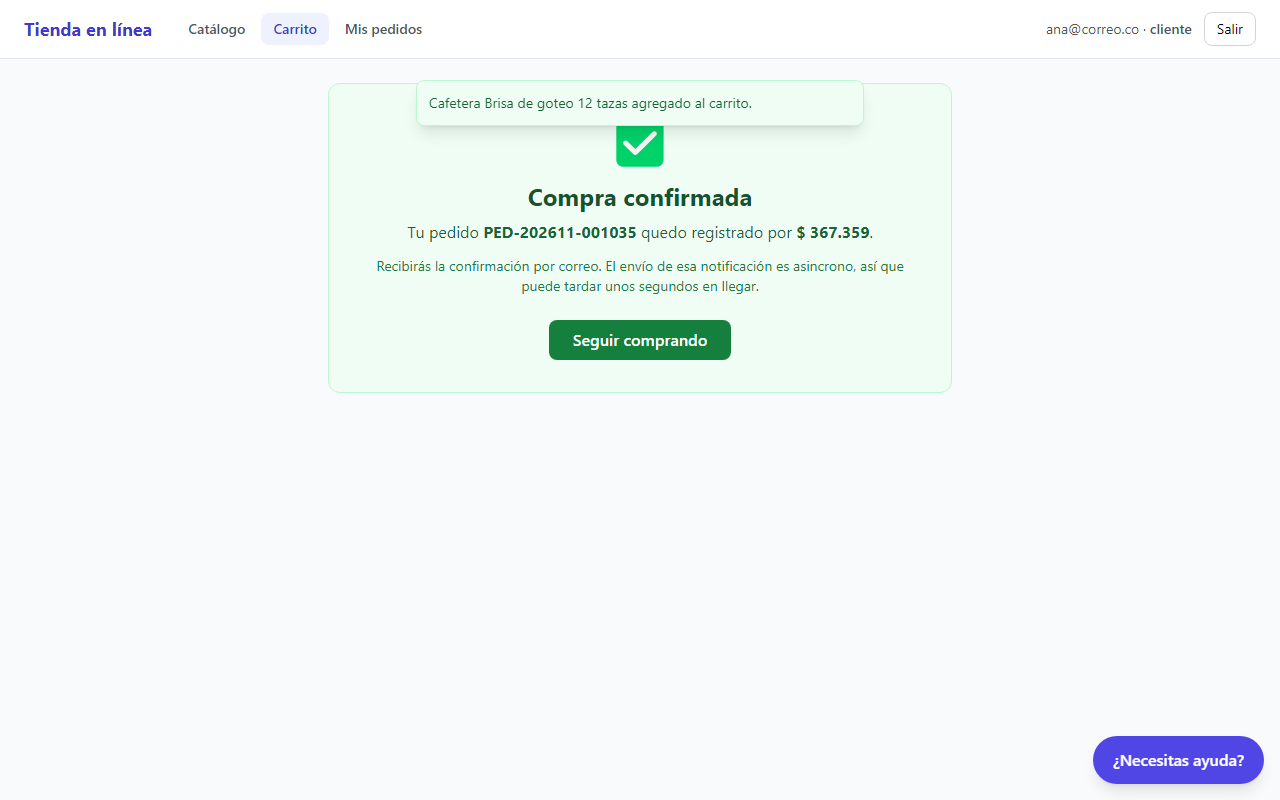 Tienda en línea
Catálogo
Carrito
Mis pedidos
ana@correo.co · cliente
Salir
Cafetera Brisa de goteo 12 tazas agregado al carrito.
Compra confirmada
Tu pedido PED-202611-001035 quedo registrado por $ 367.359.
Recibirás la confirmación por correo. El envío de esa notificación es asincrono, así que
puede tardar unos segundos en llegar.
Seguir comprando
¿Necesitas ayuda?